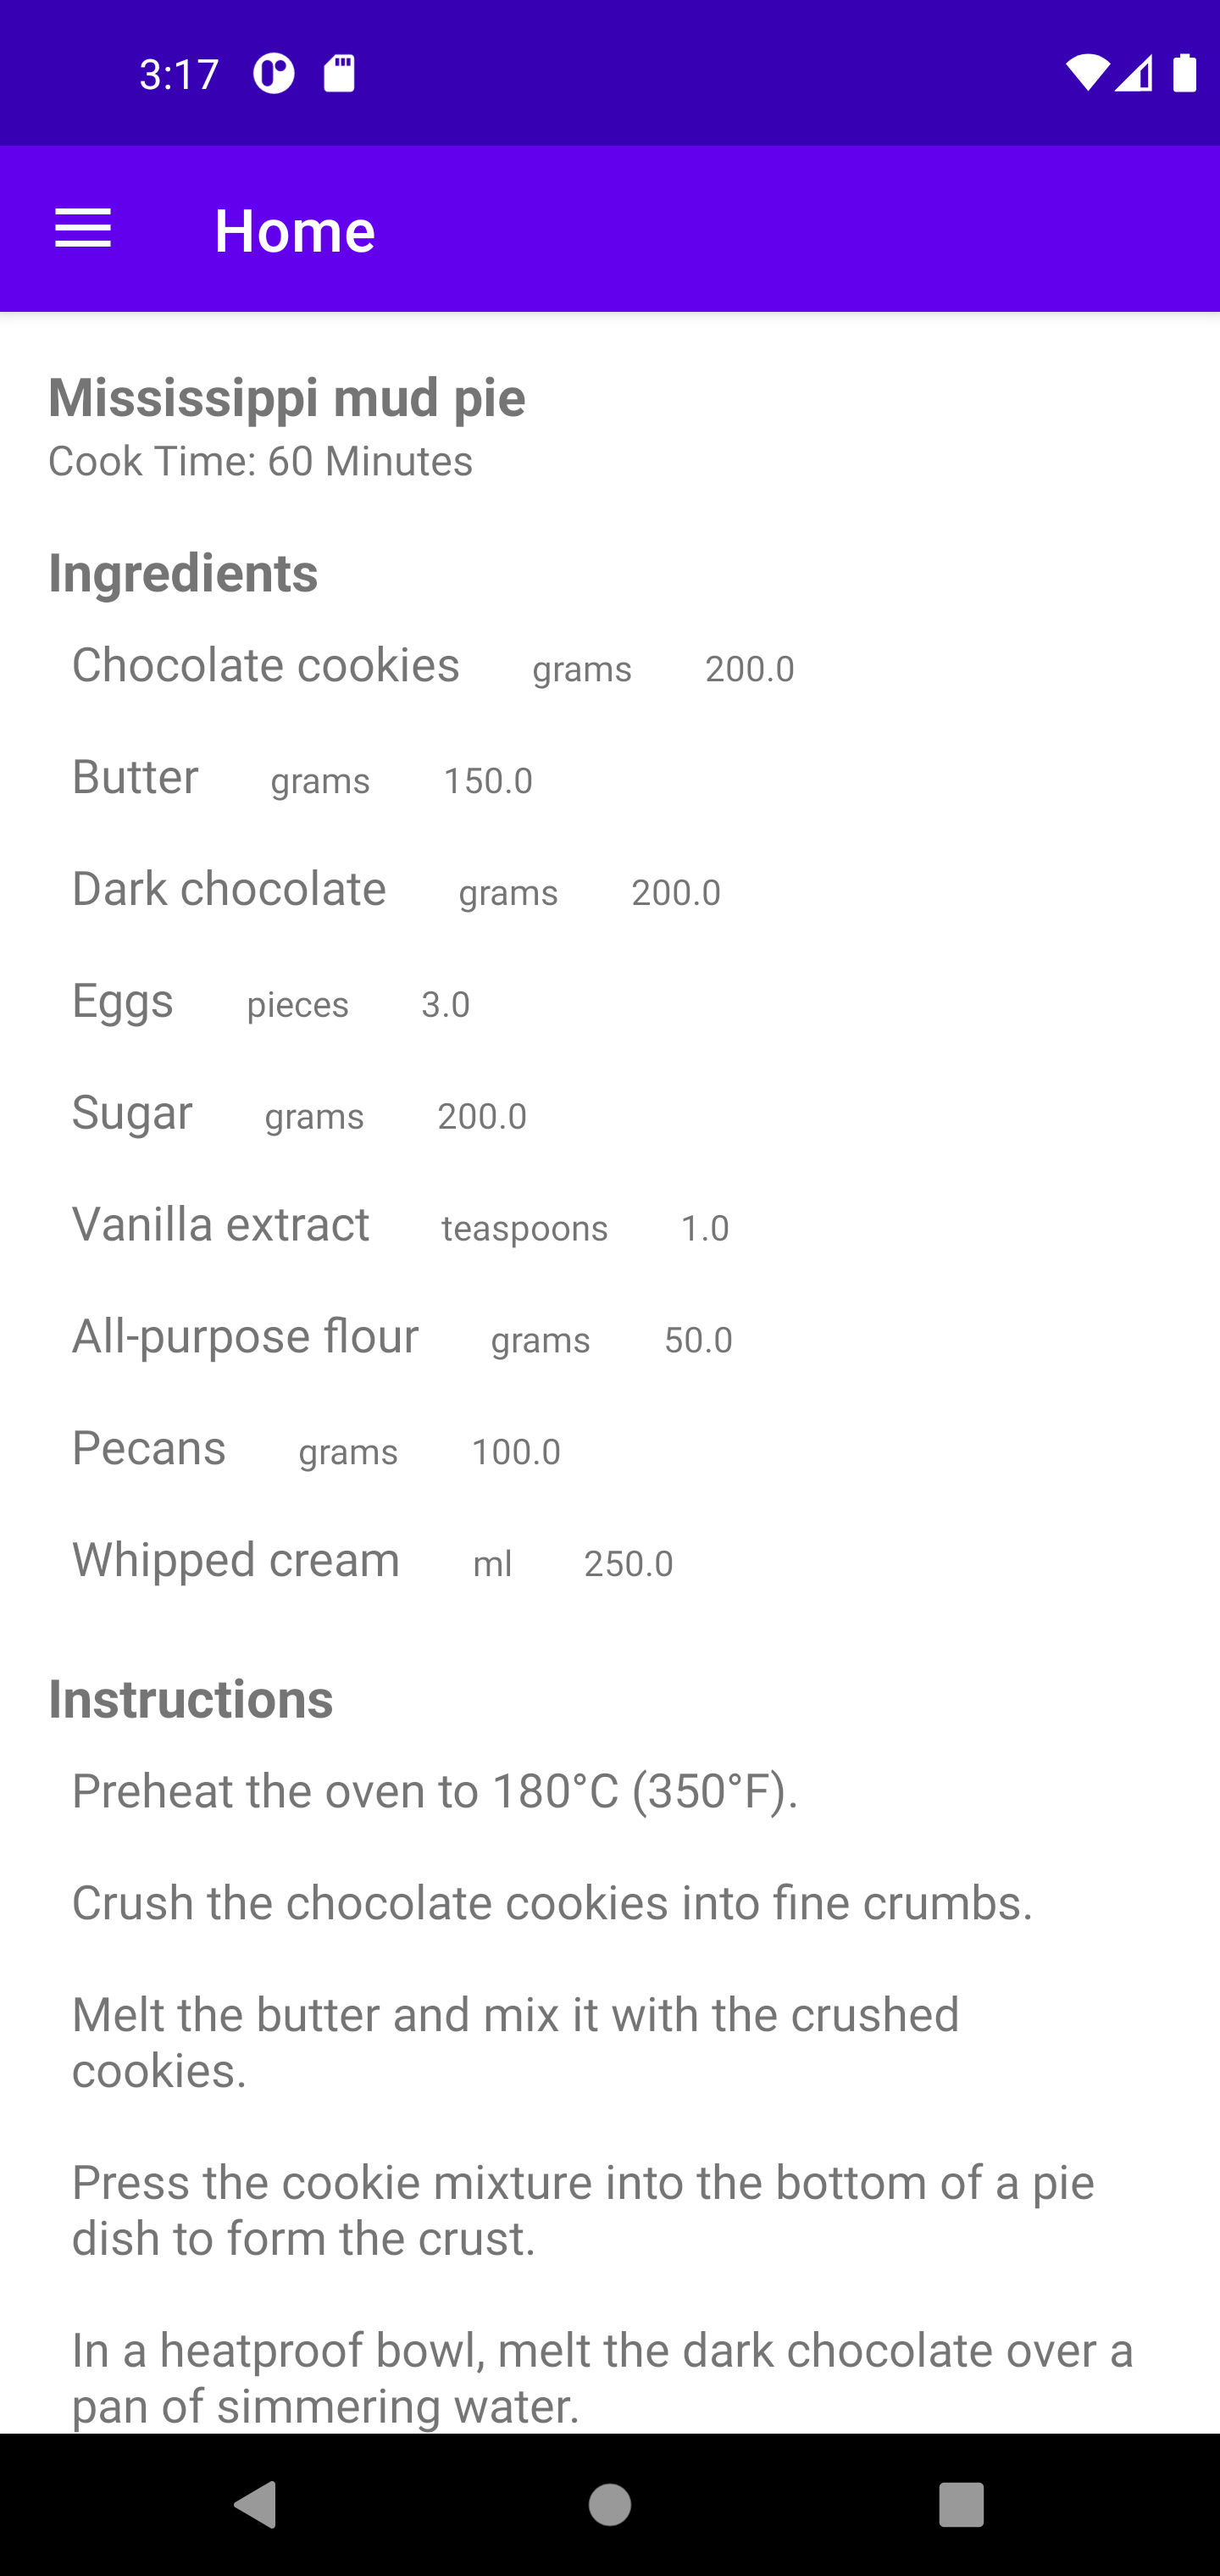 3:17
Home
Mississippi mud pie
Cook Time: 60 Minutes
Ingredients
Chocolate cookies grams 200.0
Butter grams 150.0
Dark chocolate grams 200.0
Eggs pieces 3.0
Sugar grams 200.0
Vanilla extract teaspoons 1.0
All-purpose flour grams 50.0
Pecans grams 100.0
Whipped cream ml 250.0
Instructions
Preheat the oven to 180°C (350°F).
Crush the chocolate cookies into fine crumbs.
Melt the butter and mix it with the crushed
cookies.
Press the cookie mixture into the bottom of a pie
dish to form the crust.
In a heatproof bowl, melt the dark chocolate over a
pan of simmering water.